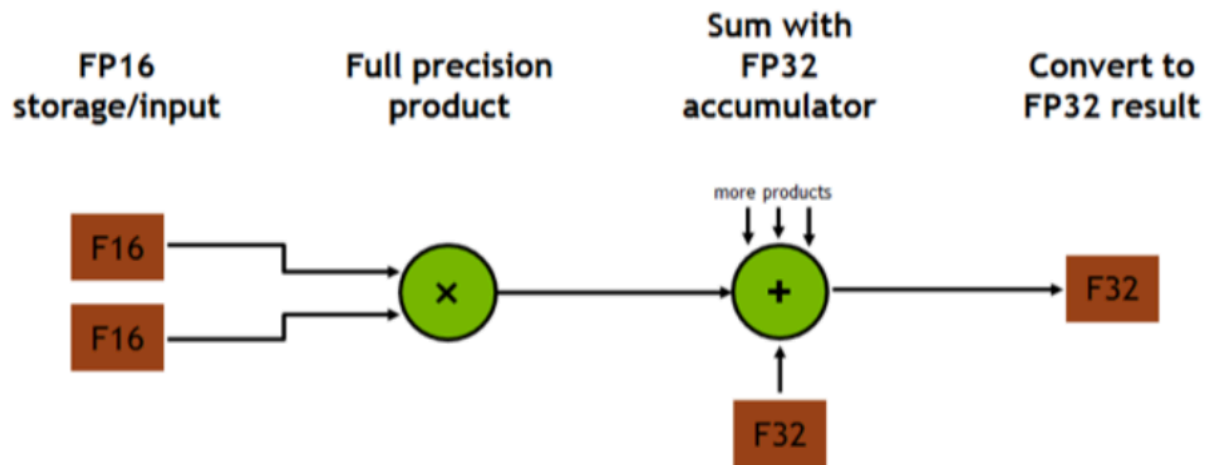 FP16
storage/input
Full precision
product
Sum with
FP32
accumulator
Convert to
FP32 result
more products
F16
F16
×
+
F32
F32